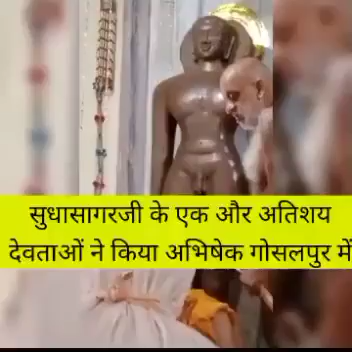 सुधासागरजी के एक और अतिशय
देवताओं ने किया अभिषेक गोसलपुर में